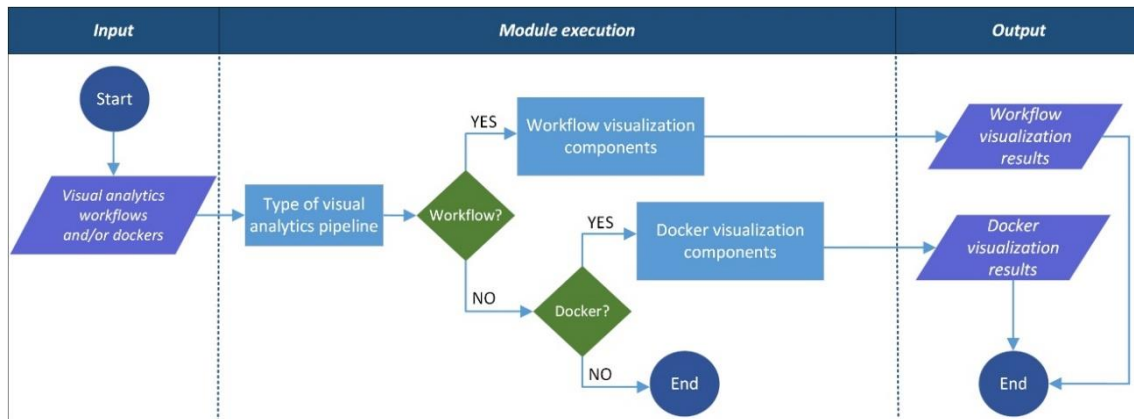 Input
Module execution
Output
Start
Visual analytics
workflows
and/or dockers
Type of visual
analytics pipeline
Workflow?
YES
Workflow visualization
components
Workflow
visualization
results
NO
Docker?
YES
Docker visualization
components
Docker
visualization
results
NO
End
End